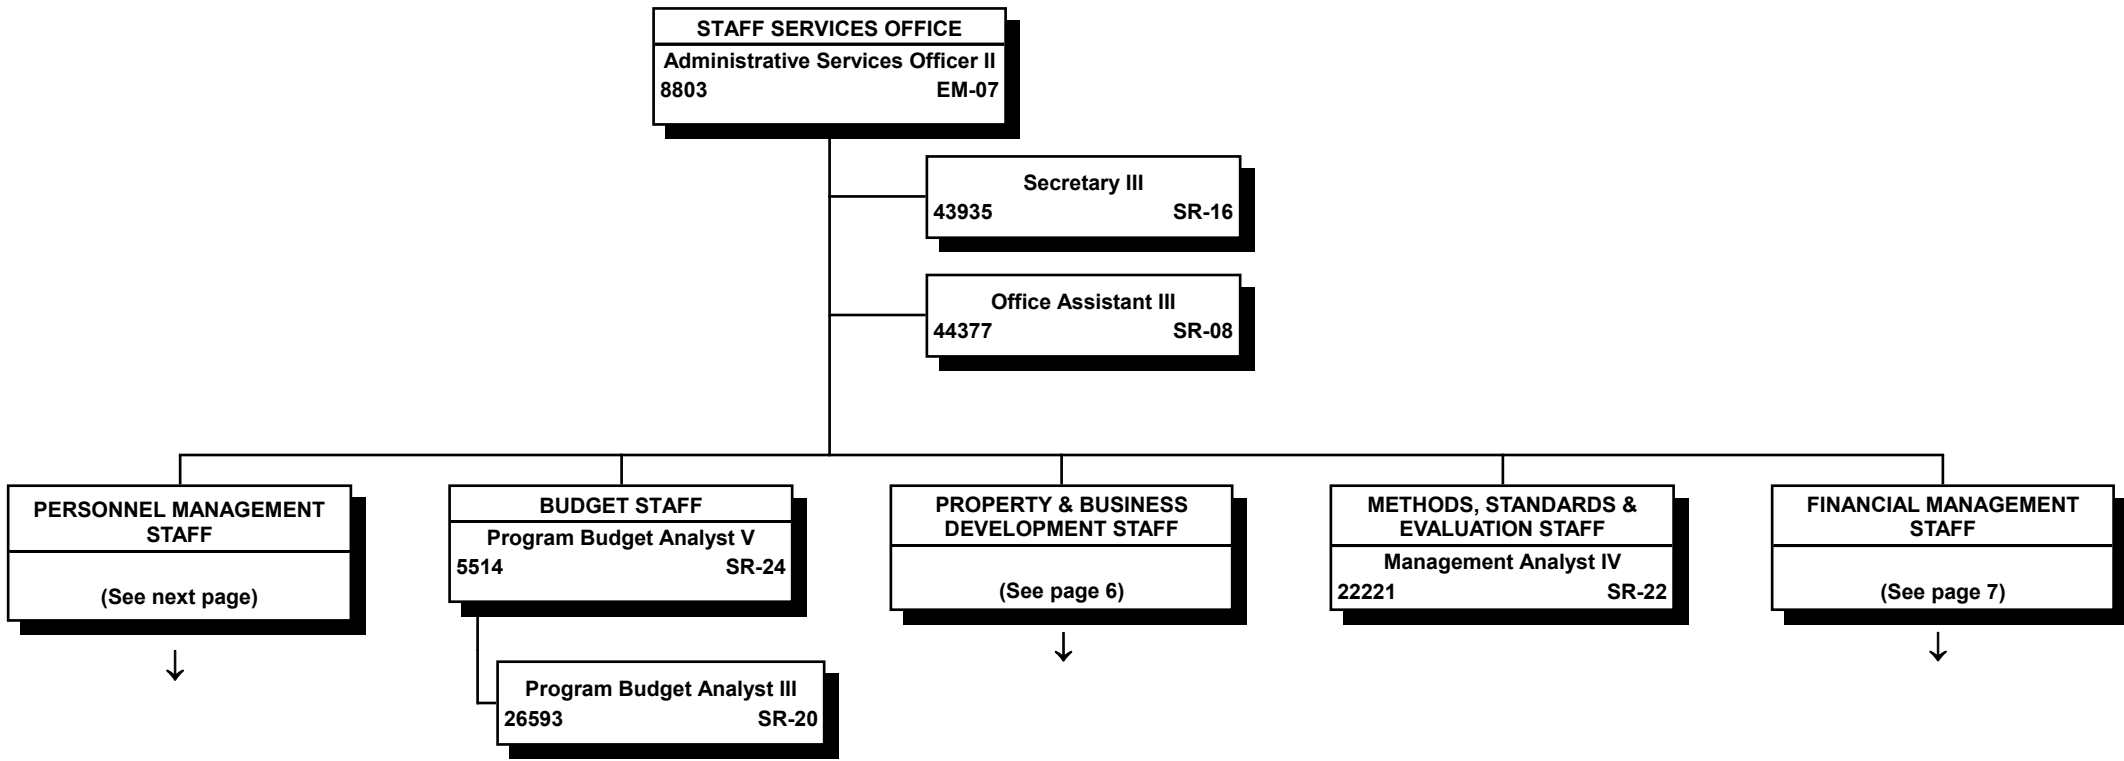 STAFF SERVICES OFFICE
Administrative Services Officer II
8803 EM-07
Secretary III
43935 SR-16
Office Assistant III
44377 SR-08
PERSONNEL MANAGEMENT
STAFF
(See next page)
↓
BUDGET STAFF
Program Budget Analyst V
5514 SR-24
Program Budget Analyst III
26593 SR-20
PROPERTY & BUSINESS
DEVELOPMENT STAFF
(See page 6)
↓
METHODS, STANDARDS &
EVALUATION STAFF
Management Analyst IV
22221 SR-22
FINANCIAL MANAGEMENT
STAFF
(See page 7)
↓